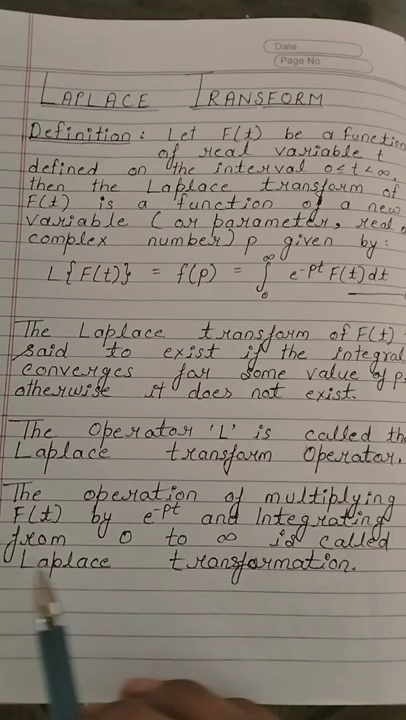 Date
Page No
LAPLACE TRANSFORM
Definition : Let F(t) be a function
of real variable t
defined on the interval 0≤t<∞,
then the Laplace transform of
F(t) is a function of a new
variable (or parameter, real or
complex number) p given by:
L{F(t)} = f(p) = ∫₀^∞ e^-pt F(t)dt
The Laplace transform of F(t)
said to exist if the integral
converges for some value of p,
otherwise it does not exist.
The Operator 'L' is called the
Laplace transform Operator.
The operation of multiplying
F(t) by e^-pt and Integrating
from 0 to ∞ is called
Laplace transformation.